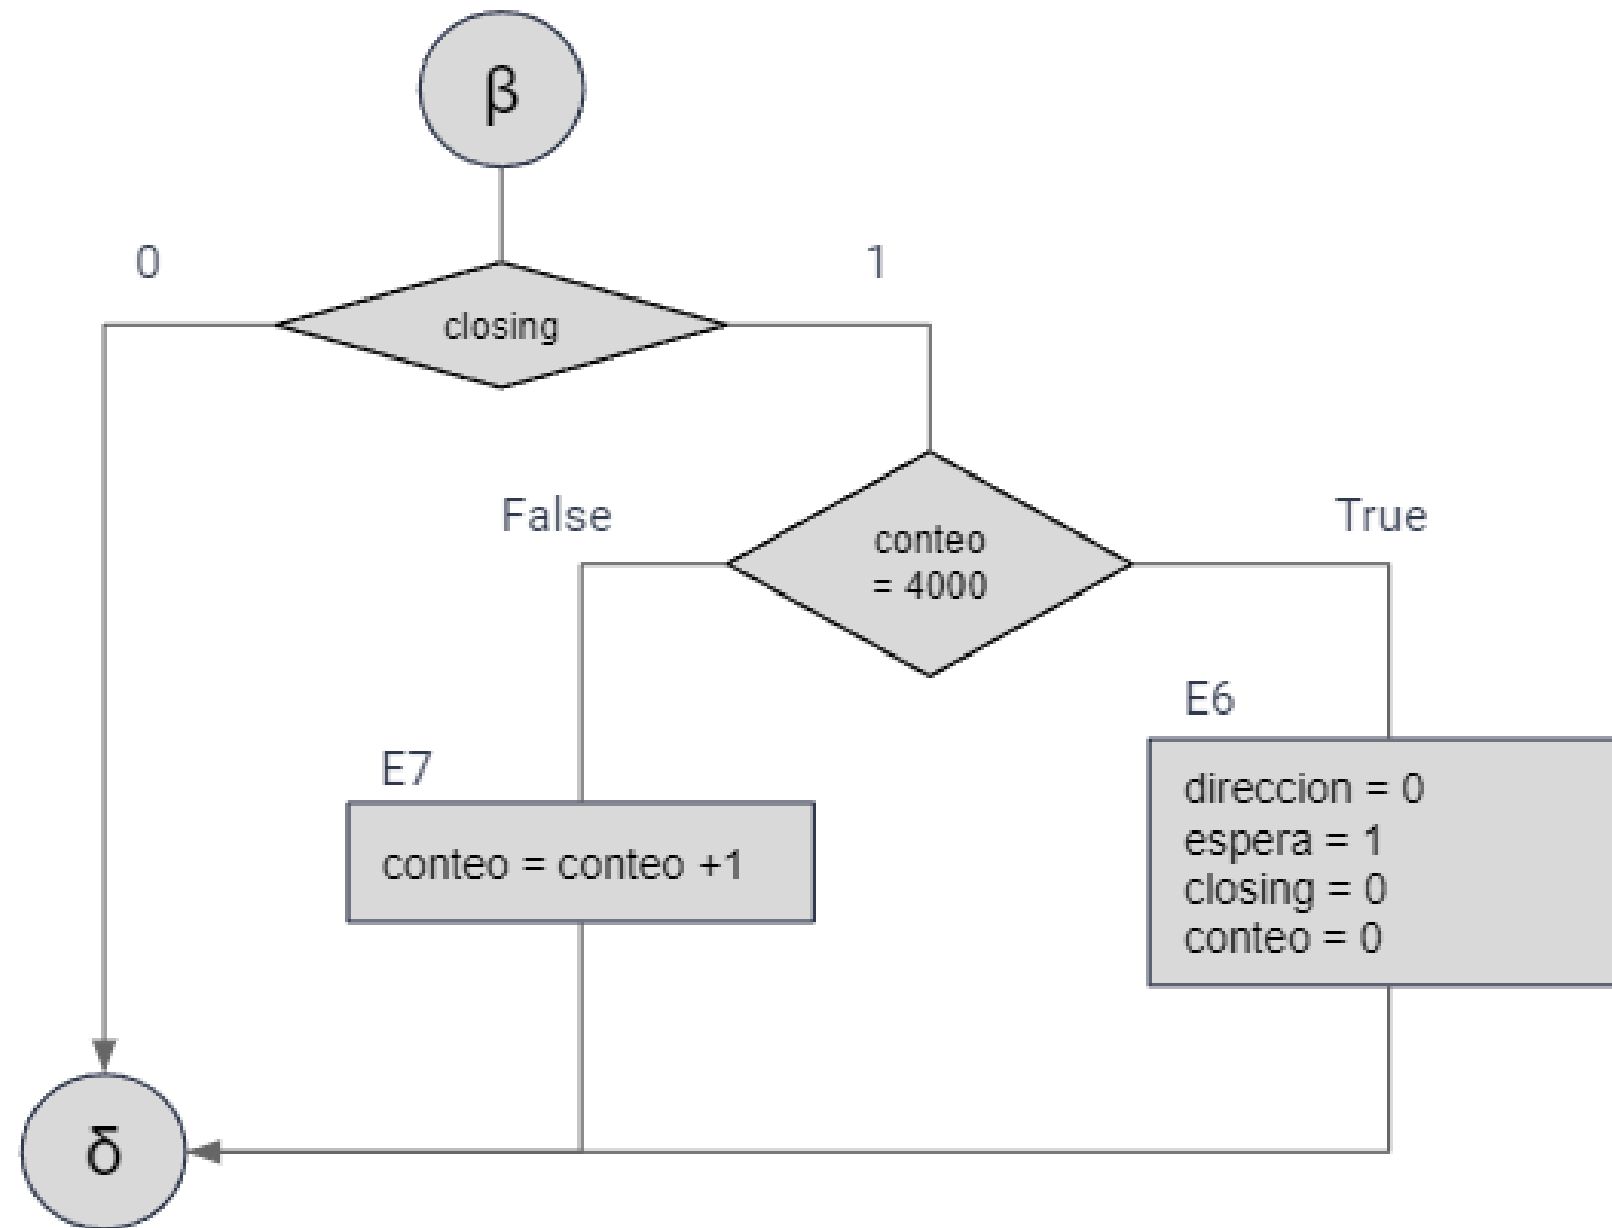 β
0
1
closing
False
True
conteo
= 4000
E6
E7
direccion = 0
espera = 1
closing = 0
conteo = 0
conteo = conteo +1
δ